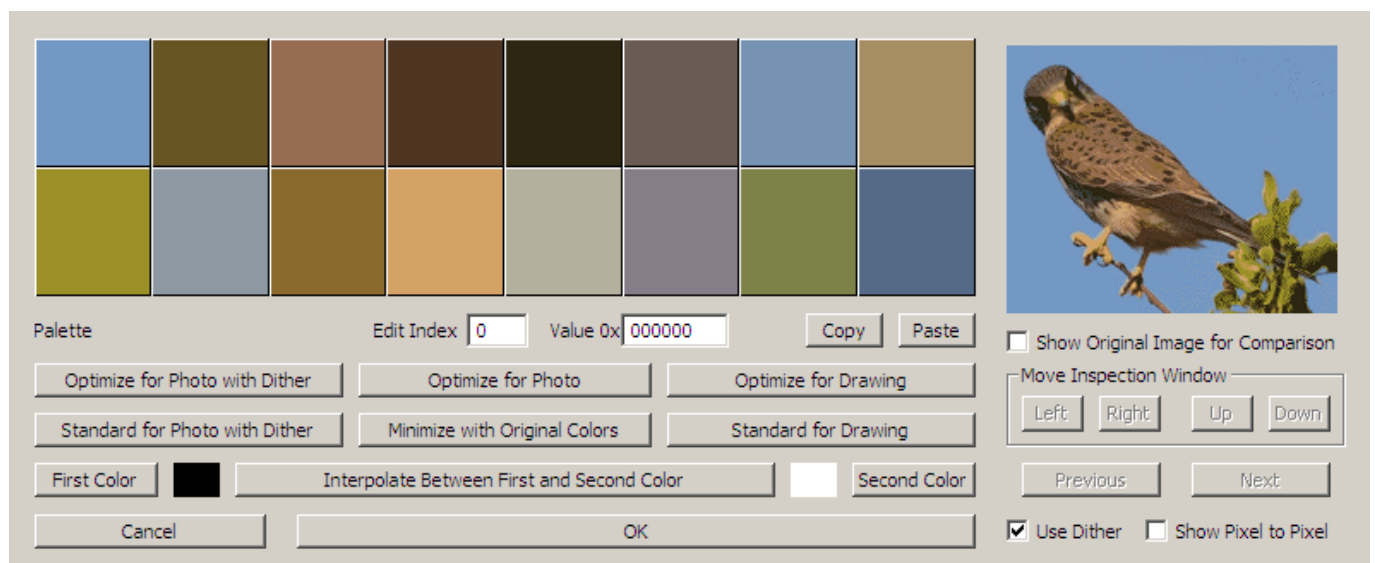 Palette Edit Index 0 Value 0x 000000 Copy Paste
Optimize for Photo with Dither Optimize for Photo Optimize for Drawing
Standard for Photo with Dither Minimize with Original Colors Standard for Drawing
First Color Interpolate Between First and Second Color Second Color
Cancel OK
Show Original Image for Comparison
Move Inspection Window
Left Right Up Down
Previous Next
Use Dither Show Pixel to Pixel